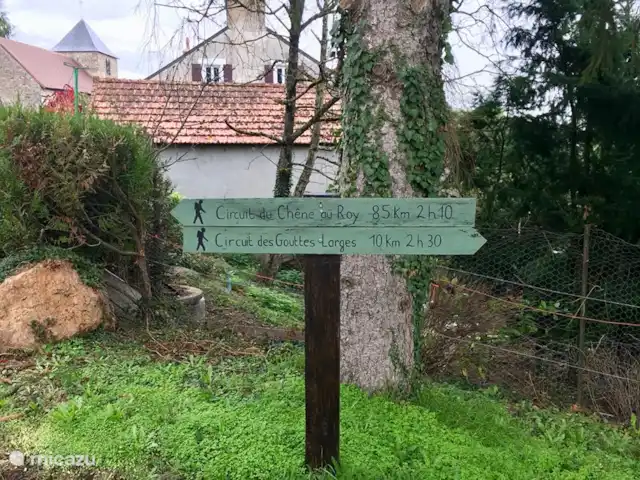 Circuit du Chêne au Roy 8.5 Km 2 h 10
Circuit des Gouttes Larges 10 km 2 h 30
micazu